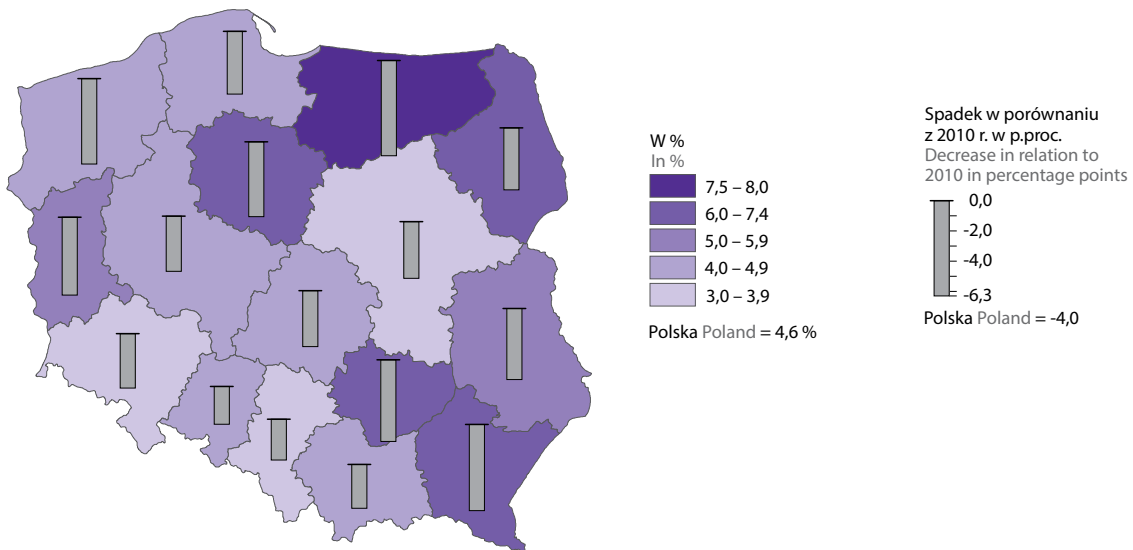 W %
In %
7,5 – 8,0
6,0 – 7,4
5,0 – 5,9
4,0 – 4,9
3,0 – 3,9
Polska Poland = 4,6 %
Spadek w porównaniu
z 2010 r. w p.proc.
Decrease in relation to
2010 in percentage points
0,0
-2,0
-4,0
-6,3
Polska Poland = -4,0